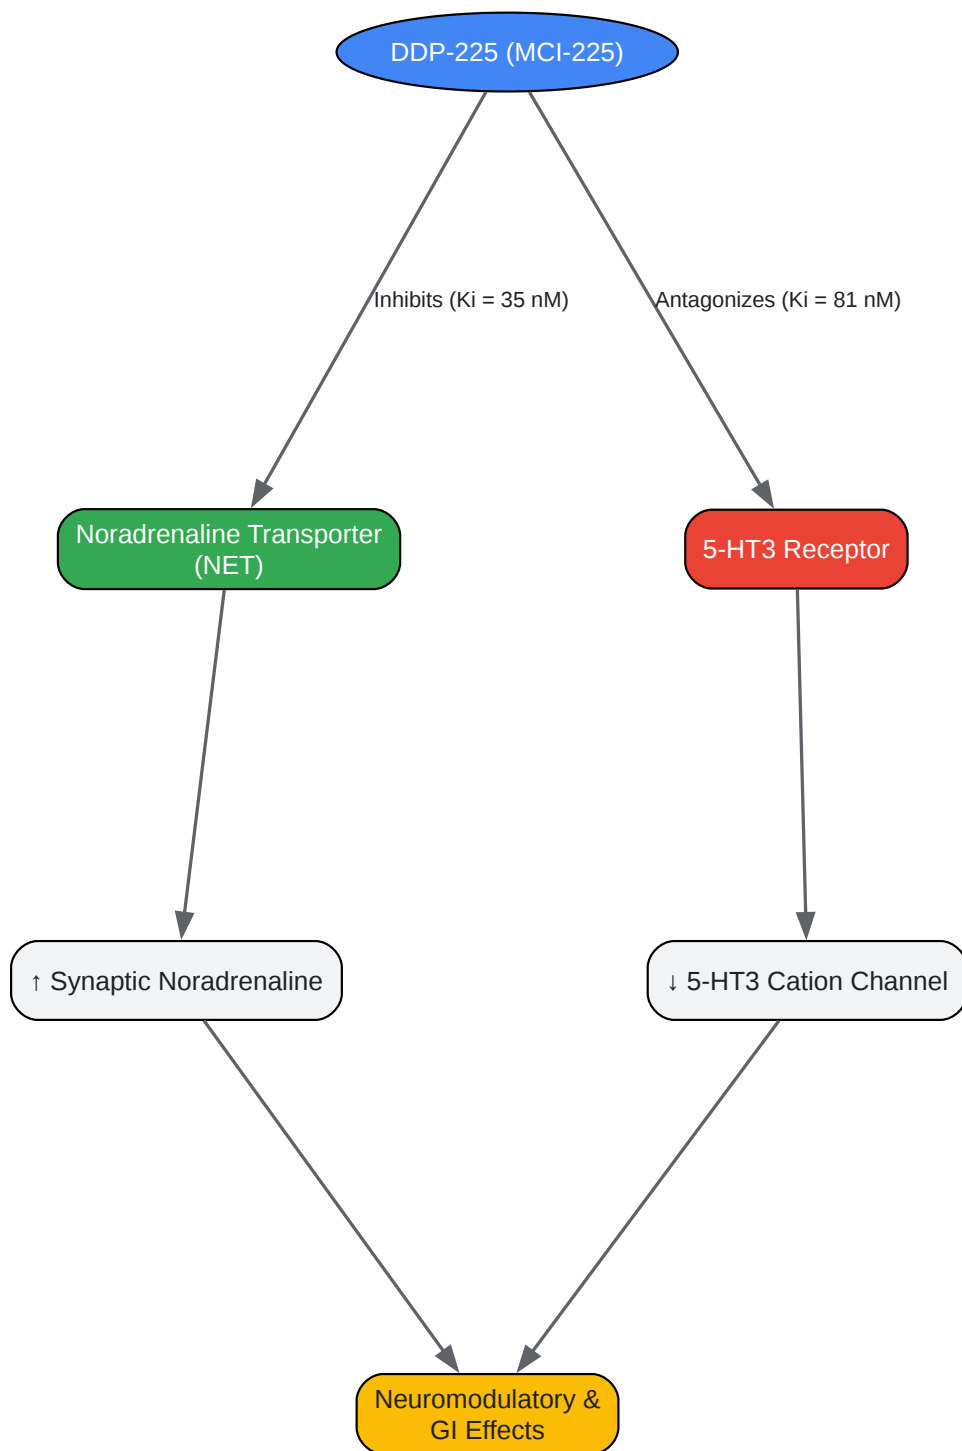 DDP-225 (MCI-225)
Inhibits (Ki = 35 nM)
Antagonizes (Ki = 81 nM)
Noradrenaline Transporter
(NET)
5-HT3 Receptor
↑ Synaptic Noradrenaline
↓ 5-HT3 Cation Channel
Neuromodulatory &
GI Effects